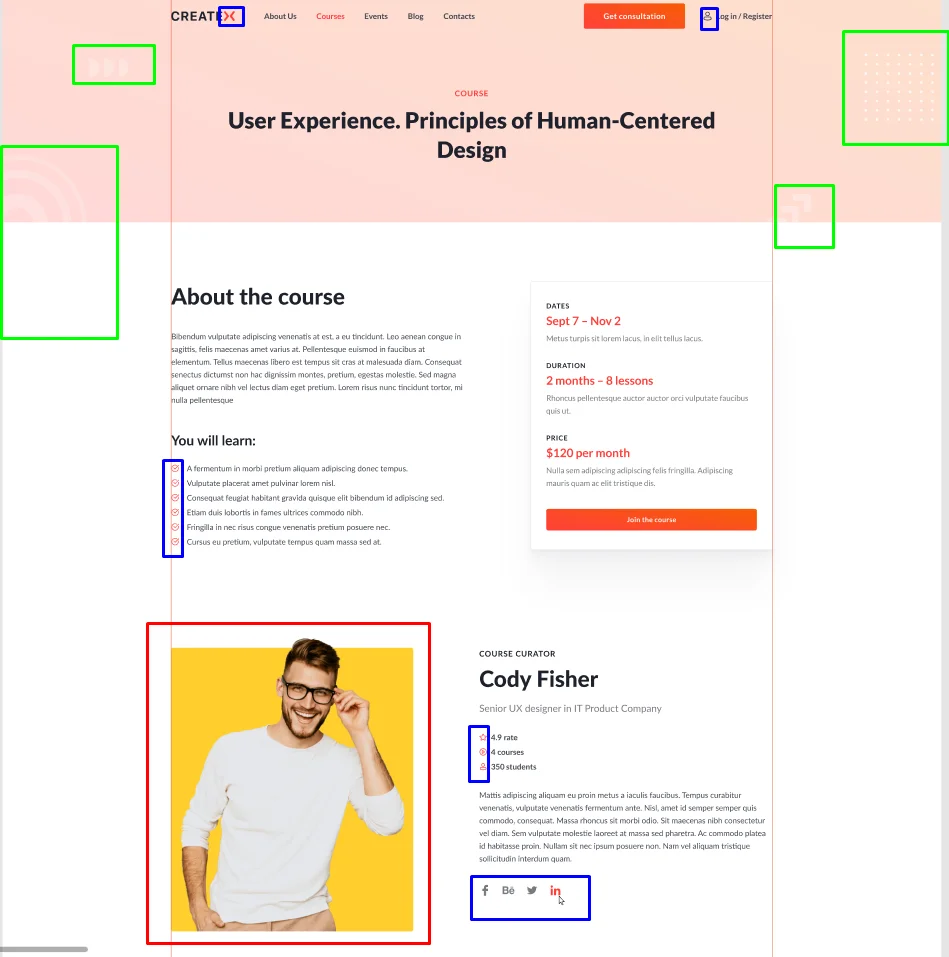 CREATEX
About Us
Courses
Events
Blog
Contacts
Get consultation
Log in / Register
COURSE
User Experience. Principles of Human-Centered
Design
About the course
Bibendum vulputate adipiscing venenatis at est, a eu tincidunt. Leo aenean congue in
sagittis, felis maecenas amet varius at. Pellentesque euismod in faucibus at
elementum. Tellus maecenas libero est tempus sit cras at malesuada diam. Consequat
senectus dictumst non hac dignissim montes, pretium, egestas molestie. Sed magna
aliquet ornare nibh vel lectus diam eget pretium. Lorem risus nunc tincidunt tortor, mi
nulla pellentesque
You will learn:
A fermentum in morbi pretium aliquam adipiscing donec tempus.
Vulputate placerat amet pulvinar lorem nisl.
Consequat feugiat habitant gravida quisque elit bibendum id adipiscing sed.
Etiam duis lobortis in fames ultrices commodo nibh.
Fringilla in nec risus congue venenatis pretium posuere nec.
Cursus eu pretium, vulputate tempus quam massa sed at.
DATES
Sept 7 – Nov 2
Metus turpis sit lorem lacus, in elit tellus lacus.
DURATION
2 months – 8 lessons
Rhoncus pellentesque auctor auctor orci vulputate faucibus
quis ut.
PRICE
$120 per month
Nulla sem adipiscing adipiscing felis fringilla. Adipiscing
mauris quam ac elit tristique dis.
Join the course
COURSE CURATOR
Cody Fisher
Senior UX designer in IT Product Company
4.9 rate
4 courses
350 students
Mattis adipiscing aliquam eu proin metus a iaculis faucibus. Tempus curabitur
venenatis, vulputate venenatis fermentum ante. Nisl, amet id semper semper quis
commodo, consequat. Massa rhoncus sit morbi odio. Sit maecenas nibh consectetur
vel diam. Sem vulputate molestie laoreet at massa sed pharetra. Ac commodo platea
id habitasse proin. Nullam sit nec ipsum posuere non. Nam vel aliquam tristique
sollicitudin interdum quam.
f Bē in